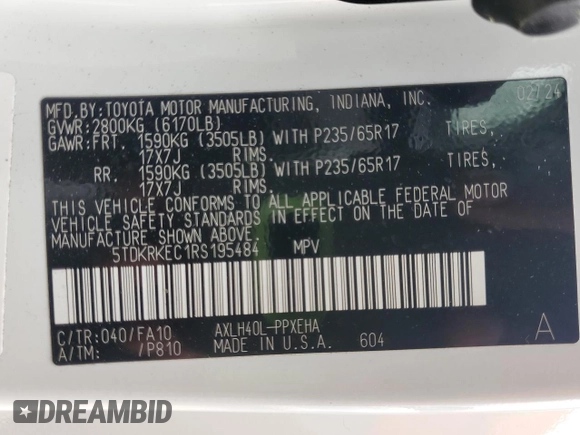 MFD.BY:TOYOTA MOTOR MANUFACTURING, INDIANA, INC. 02/24
GVWR:2800KG (6170LB)
GAWR:FRT. 1590KG (3505LB) WITH P235/65R17 TIRES,
17X7J RIMS.
RR. 1590KG (3505LB) WITH P235/65R17 TIRES,
17X7J RIMS.
THIS VEHICLE CONFORMS TO ALL APPLICABLE FEDERAL MOTOR
VEHICLE SAFETY STANDARDS IN EFFECT ON THE DATE OF
MANUFACTURE SHOWN ABOVE.
5TDKRKEC1RS195484 MPV
C/TR:040/FA10 AXLH40L-PPXEHA A
A/TM: /P810 MADE IN U.S.A. 604
DREAMBID